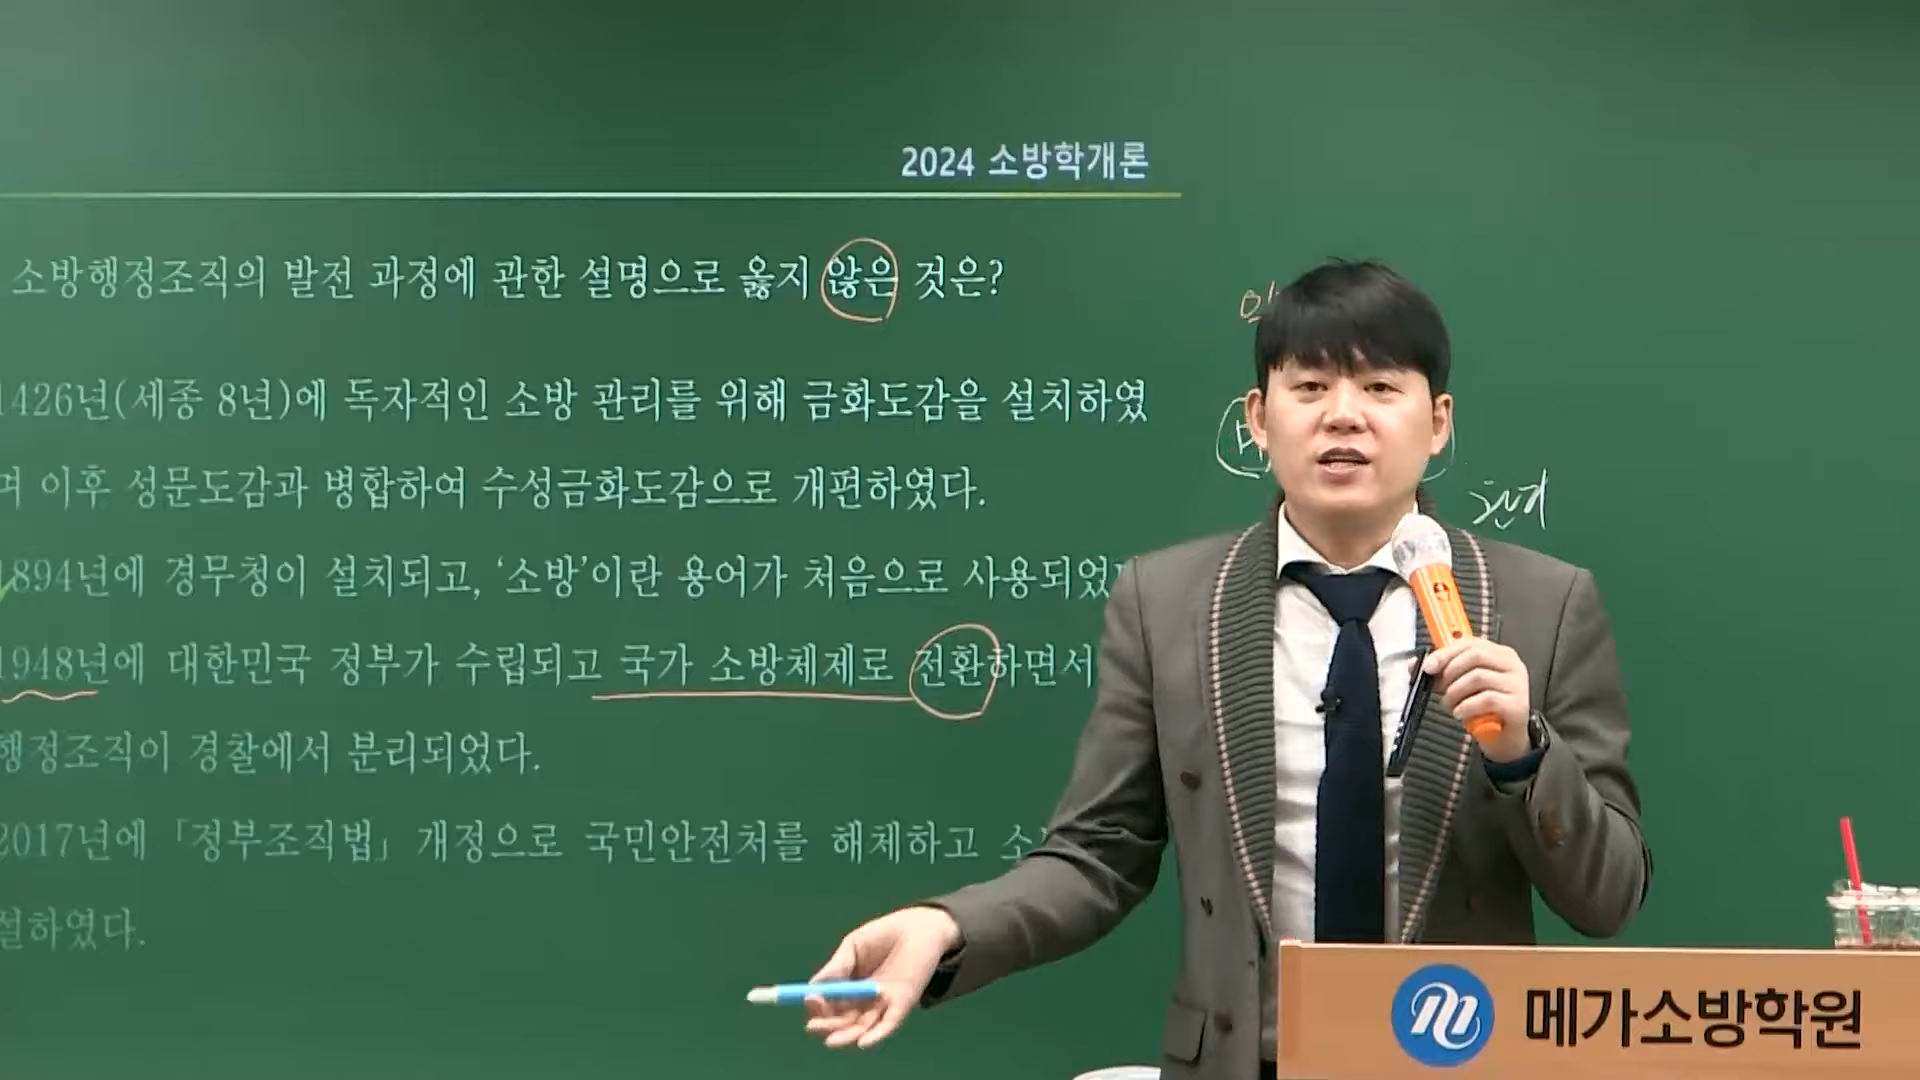 2024 소방학개론
소방행정조직의 발전 과정에 관한 설명으로 옳지 않은 것은?
1426년(세종 8년)에 독자적인 소방 관리를 위해 금화도감을 설치하였
며 이후 성문도감과 병합하여 수성금화도감으로 개편하였다.
1894년에 경무청이 설치되고, ‘소방’이란 용어가 처음으로 사용되었
1948년에 대한민국 정부가 수립되고 국가 소방체제로 전환하면서
행정조직이 경찰에서 분리되었다.
2017년에 「정부조직법」 개정으로 국민안전처를 해체하고
설하였다.
메가소방학원